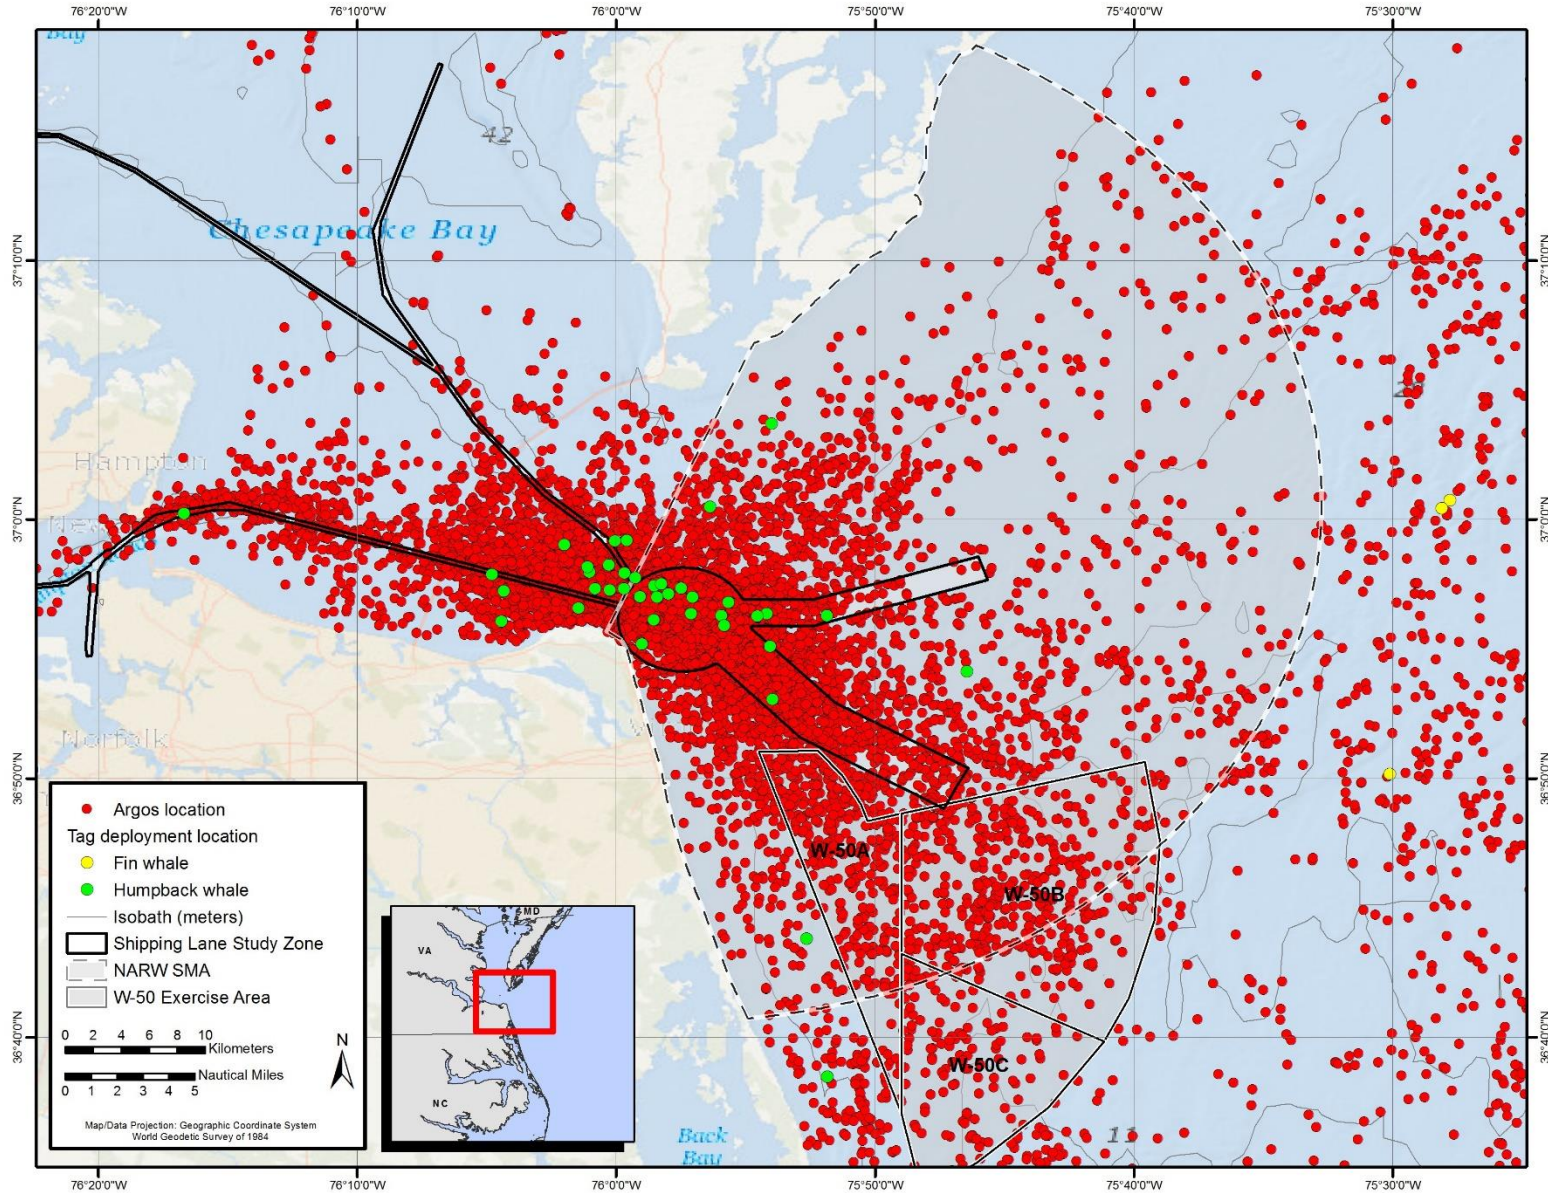 76°20'0"W 76°10'0"W 76°0'0"W 75°50'0"W 75°40'0"W 75°30'0"W
Bay
42
Chesapeake Bay
37°10'0"N 37°10'0"N
Hampton
37°0'0"N 37°0'0"N
Norfolk
36°50'0"N 36°50'0"N
W-50A
W-50B
W-50C
36°40'0"N 36°40'0"N
Back
Bay
11
Argos location
Tag deployment location
Fin whale
Humpback whale
Isobath (meters)
Shipping Lane Study Zone
NARW SMA
W-50 Exercise Area
0 2 4 6 8 10
Kilometers
Nautical Miles
0 1 2 3 4 5
N
Map/Data Projection: Geographic Coordinate System
World Geodetic Survey of 1984
MD
VA
NC
76°20'0"W 76°10'0"W 76°0'0"W 75°50'0"W 75°40'0"W 75°30'0"W